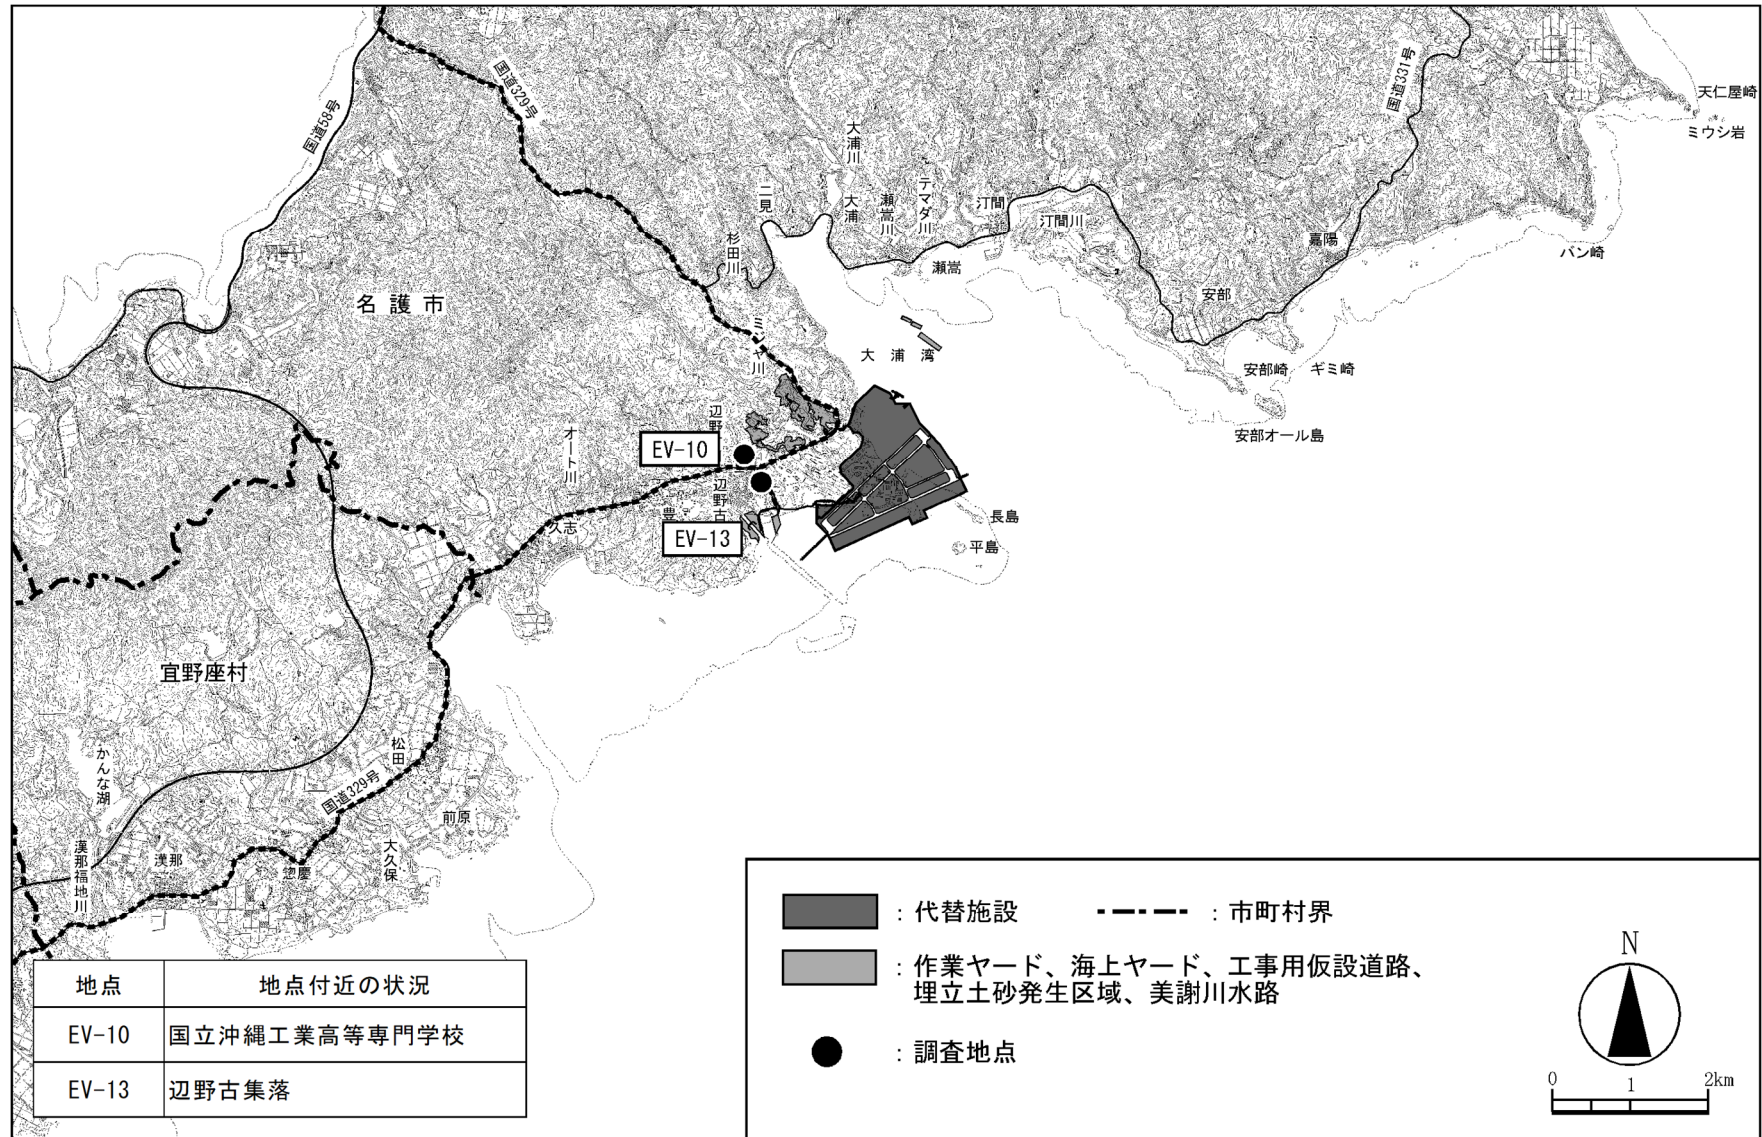 国道58号
国道329号
国道331号
天仁屋崎
ミウシ岩
バン崎
大浦川
二見
大浦
瀬嵩川
テマダ川
汀間
汀間川
嘉陽
杉田川
瀬嵩
安部
名護市
大浦湾
安部崎
ギミ崎
安部オール島
オート川
EV-10
辺野古
久志
EV-13
長島
平島
宜野座村
かんな湖
松田
国道329号
前原
大久保
漢那
惣慶
漢那福地川
地点
地点付近の状況
EV-10
国立沖縄工業高等専門学校
EV-13
辺野古集落
：代替施設
：市町村界
：作業ヤード、海上ヤード、工事用仮設道路、
埋立土砂発生区域、美謝川水路
：調査地点
N
0 1 2km